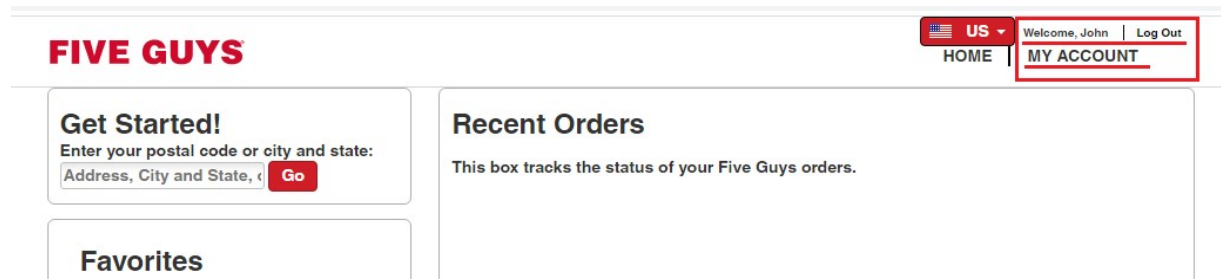 FIVE GUYS
US
Welcome, John | Log Out
HOME | MY ACCOUNT
Get Started!
Enter your postal code or city and state:
Address, City and State, Go
Recent Orders
This box tracks the status of your Five Guys orders.
Favorites